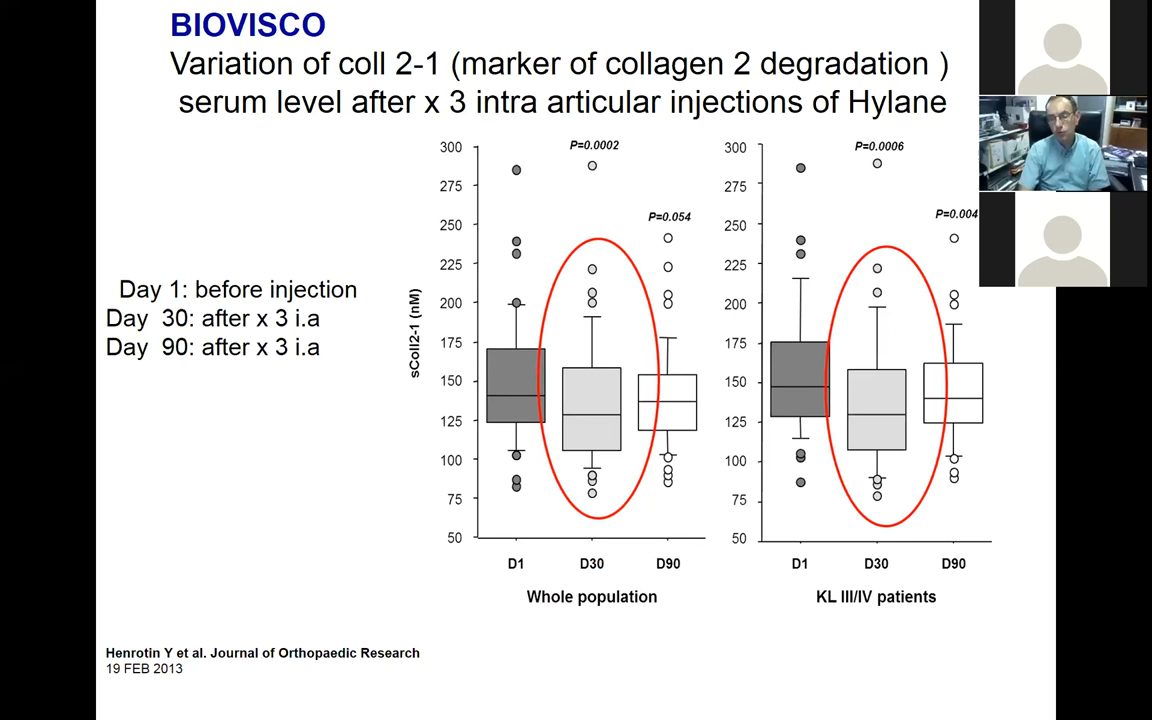 BIOVISCO
Variation of coll 2-1 (marker of collagen 2 degradation )
serum level after x 3 intra articular injections of Hylane
Day 1: before injection
Day 30: after x 3 i.a
Day 90: after x 3 i.a
sColl2-1 (nM)
300
275
250
225
200
175
150
125
100
75
50
P=0.0002
P=0.054
D1
D30
D90
Whole population
300
275
250
225
200
175
150
125
100
75
50
P=0.0006
P=0.004
D1
D30
D90
KL III/IV patients
Henrotin Y et al. Journal of Orthopaedic Research
19 FEB 2013